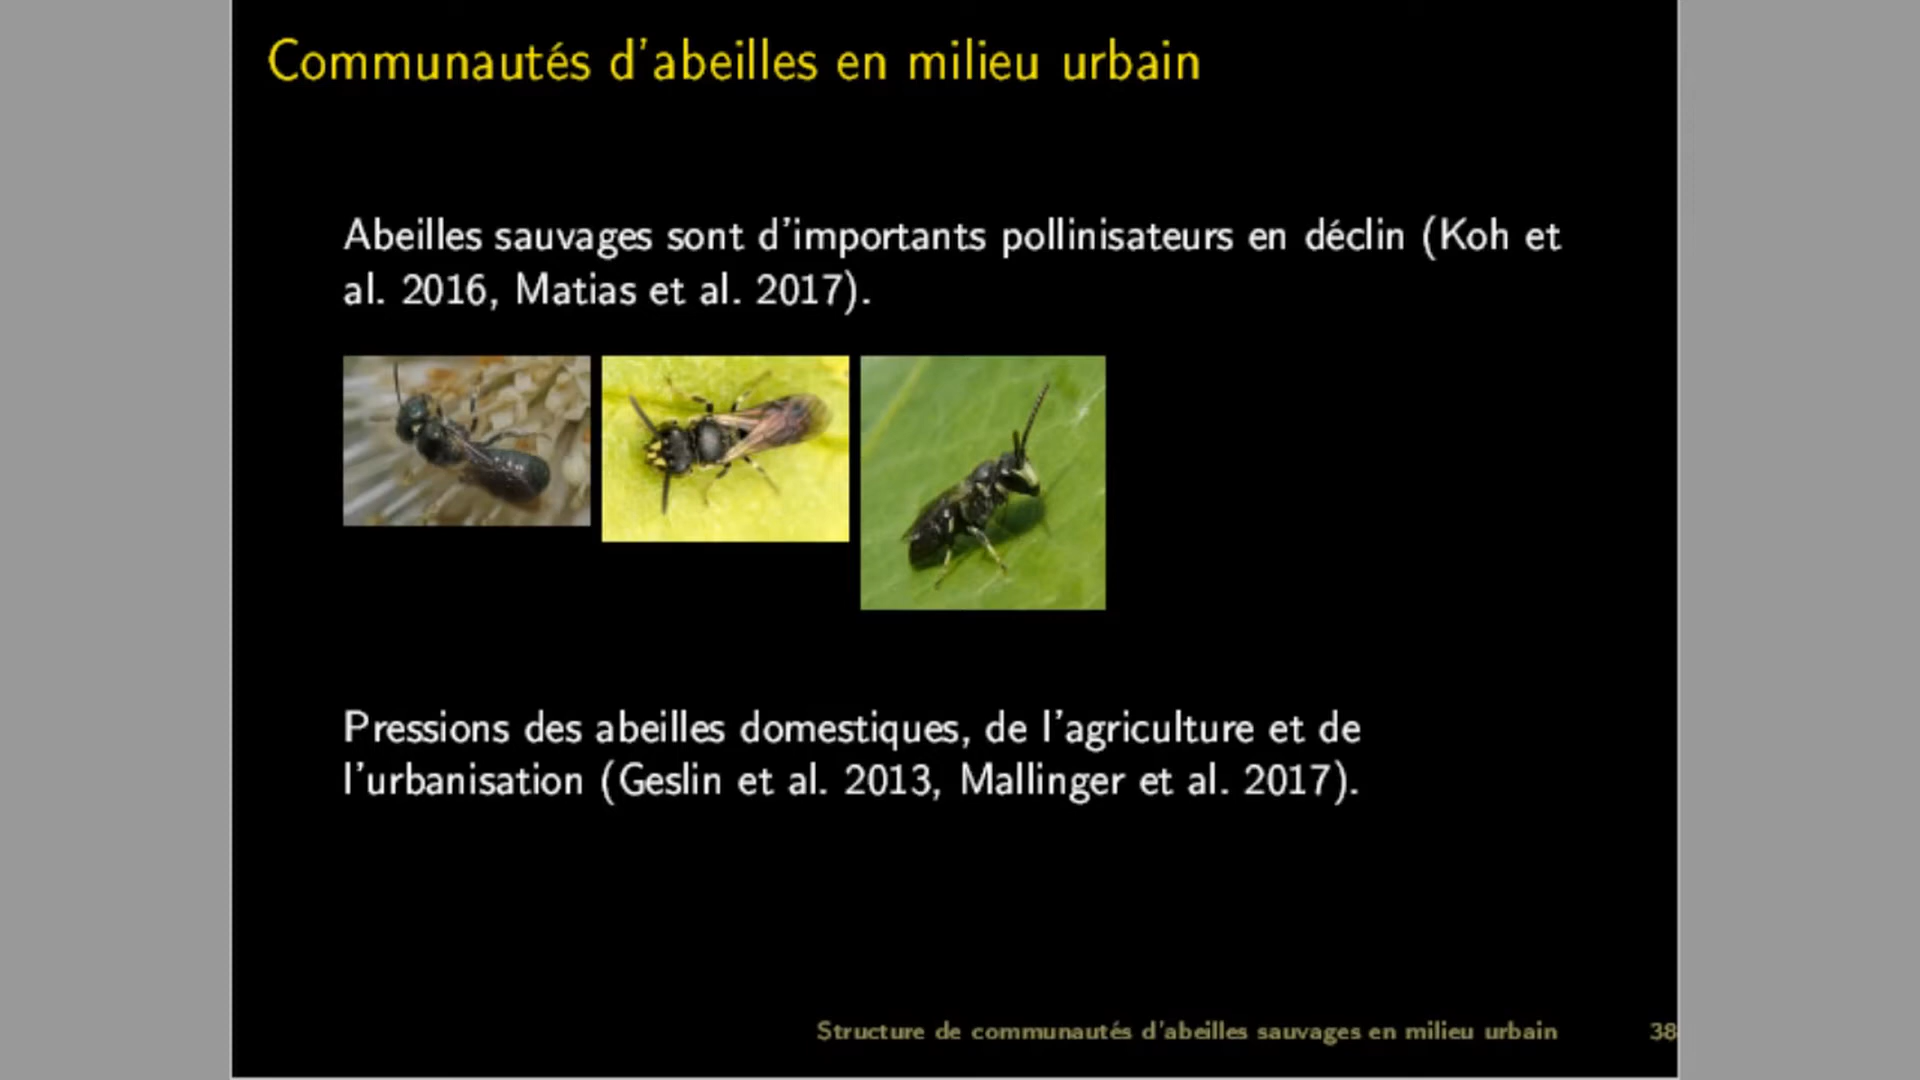 Communautés d'abeilles en milieu urbain
Abeilles sauvages sont d'importants pollinisateurs en déclin (Koh et
al. 2016, Matias et al. 2017).
Pressions des abeilles domestiques, de l'agriculture et de
l'urbanisation (Geslin et al. 2013, Mallinger et al. 2017).
Structure de communautés d'abeilles sauvages en milieu urbain 38